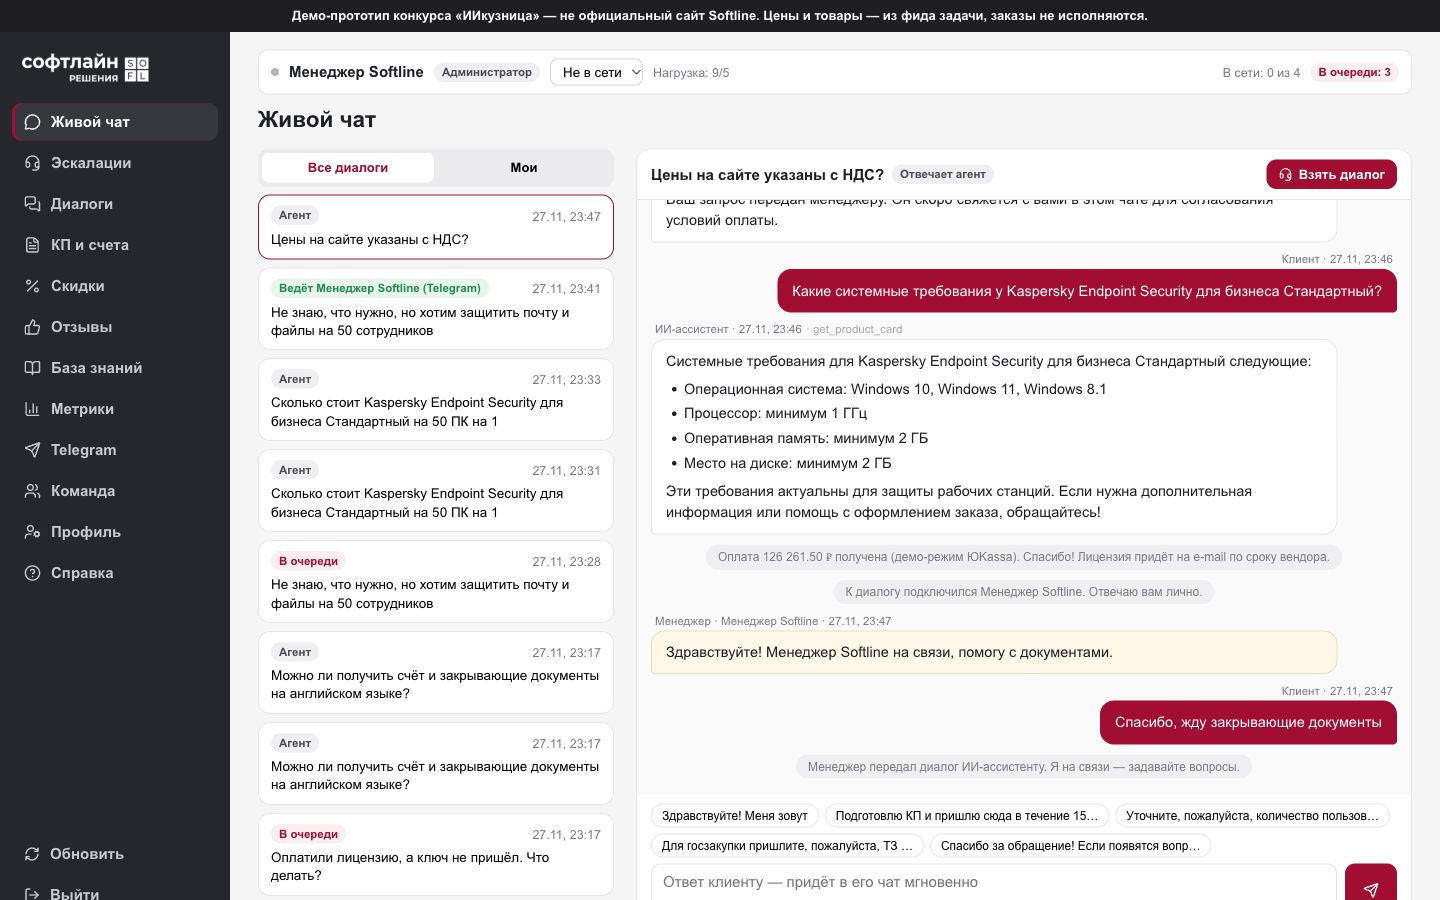 Демо-прототип конкурса «ИИкузница» — не официальный сайт Softline. Цены и товары — из фида задачи, заказы не исполняются.
софтлайн
РЕШЕНИЯ
SO
FL
Живой чат
Эскалации
Диалоги
КП и счета
Скидки
Отзывы
База знаний
Метрики
Telegram
Команда
Профиль
Справка
Обновить
Выйти
Менеджер Softline
Администратор
Не в сети
Нагрузка: 9/5
В сети: 0 из 4
В очереди: 3
Живой чат
Все диалоги
Мои
Агент
27.11, 23:47
Цены на сайте указаны с НДС?
Ведёт Менеджер Softline (Telegram)
27.11, 23:41
Не знаю, что нужно, но хотим защитить почту и
файлы на 50 сотрудников
Агент
27.11, 23:33
Сколько стоит Kaspersky Endpoint Security для
бизнеса Стандартный на 50 ПК на 1
Агент
27.11, 23:31
Сколько стоит Kaspersky Endpoint Security для
бизнеса Стандартный на 50 ПК на 1
В очереди
27.11, 23:28
Не знаю, что нужно, но хотим защитить почту и
файлы на 50 сотрудников
Агент
27.11, 23:17
Можно ли получить счёт и закрывающие документы
на английском языке?
Агент
27.11, 23:17
Можно ли получить счёт и закрывающие документы
на английском языке?
В очереди
27.11, 23:17
Оплатили лицензию, а ключ не пришёл. Что
делать?
Цены на сайте указаны с НДС?
Отвечает агент
Взять диалог
Ваш запрос передан менеджеру. Он скоро свяжется с вами в этом чате для согласования
условий оплаты.
Клиент · 27.11, 23:46
Какие системные требования у Kaspersky Endpoint Security для бизнеса Стандартный?
ИИ-ассистент · 27.11, 23:46 · get_product_card
Системные требования для Kaspersky Endpoint Security для бизнеса Стандартный следующие:
• Операционная система: Windows 10, Windows 11, Windows 8.1
• Процессор: минимум 1 ГГц
• Оперативная память: минимум 2 ГБ
• Место на диске: минимум 2 ГБ
Эти требования актуальны для защиты рабочих станций. Если нужна дополнительная
информация или помощь с оформлением заказа, обращайтесь!
Оплата 126 261.50 ₽ получена (демо-режим ЮKassa). Спасибо! Лицензия придёт на e-mail по сроку вендора.
К диалогу подключился Менеджер Softline. Отвечаю вам лично.
Менеджер · Менеджер Softline · 27.11, 23:47
Здравствуйте! Менеджер Softline на связи, помогу с документами.
Клиент · 27.11, 23:47
Спасибо, жду закрывающие документы
Менеджер передал диалог ИИ-ассистенту. Я на связи — задавайте вопросы.
Здравствуйте! Меня зовут
Подготовлю КП и пришлю сюда в течение 15…
Уточните, пожалуйста, количество пользов…
Для госзакупки пришлите, пожалуйста, ТЗ …
Спасибо за обращение! Если появятся вопр…
Ответ клиенту — придёт в его чат мгновенно